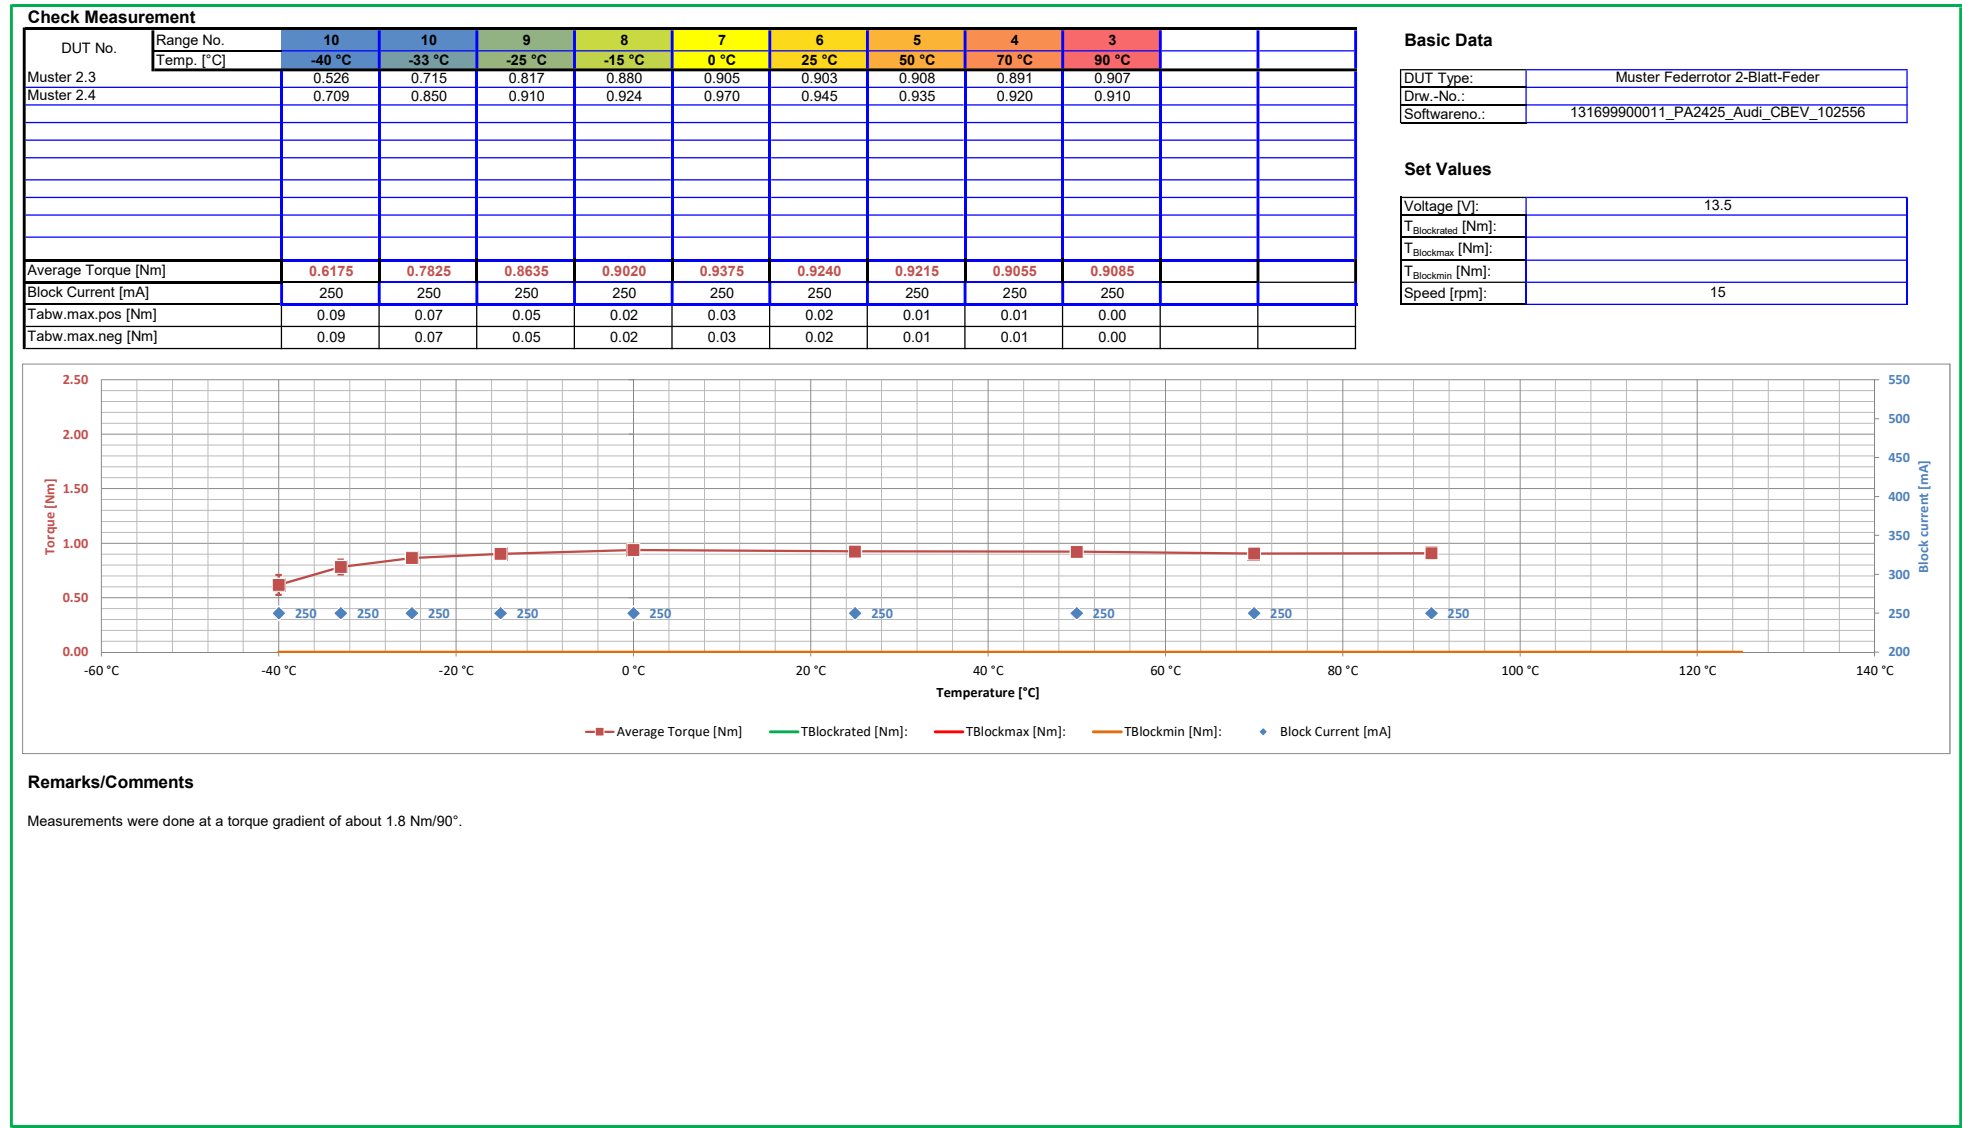 Check Measurement
DUT No. Range No. 10 10 9 8 7 6 5 4 3
Temp. [°C] -40 °C -33 °C -25 °C -15 °C 0 °C 25 °C 50 °C 70 °C 90 °C
Muster 2.3 0.526 0.715 0.817 0.880 0.905 0.903 0.908 0.891 0.907
Muster 2.4 0.709 0.850 0.910 0.924 0.970 0.945 0.935 0.920 0.910
Average Torque [Nm] 0.6175 0.7825 0.8635 0.9020 0.9375 0.9240 0.9215 0.9055 0.9085
Block Current [mA] 250 250 250 250 250 250 250 250 250
Tabw.max.pos [Nm] 0.09 0.07 0.05 0.02 0.03 0.02 0.01 0.01 0.00
Tabw.max.neg [Nm] 0.09 0.07 0.05 0.02 0.03 0.02 0.01 0.01 0.00
Basic Data
DUT Type: Muster Federrotor 2-Blatt-Feder
Drw.-No.:
Softwareno.: 131699900011_PA2425_Audi_CBEV_102556
Set Values
Voltage [V]: 13.5
TBlockrated [Nm]:
TBlockmax [Nm]:
TBlockmin [Nm]:
Speed [rpm]: 15
2.50
2.00
1.50
1.00
0.50
0.00
Torque [Nm]
250 250 250 250 250 250 250 250 250
550
500
450
400
350
300
250
200
Block current [mA]
-60 °C -40 °C -20 °C 0 °C 20 °C 40 °C 60 °C 80 °C 100 °C 120 °C 140 °C
Temperature [°C]
Average Torque [Nm] TBlockrated [Nm]: TBlockmax [Nm]: TBlockmin [Nm]: Block Current [mA]
Remarks/Comments
Measurements were done at a torque gradient of about 1.8 Nm/90°.